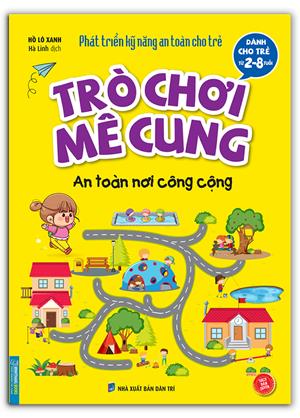 HỒ LÔ XANH
Hà Linh dịch
Phát triển kỹ năng an toàn cho trẻ
DÀNH
CHO TRẺ
TỪ 2-8 TUỔI
TRÒ CHƠI
MÊ CUNG
An toàn nơi công cộng
NHÀ XUẤT BẢN DÂN TRÍ